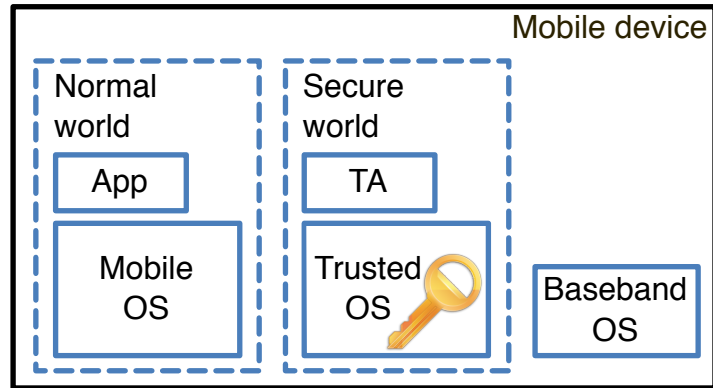 Mobile device
Normal
world
App
Mobile
OS
Secure
world
TA
Trusted
OS
Baseband
OS